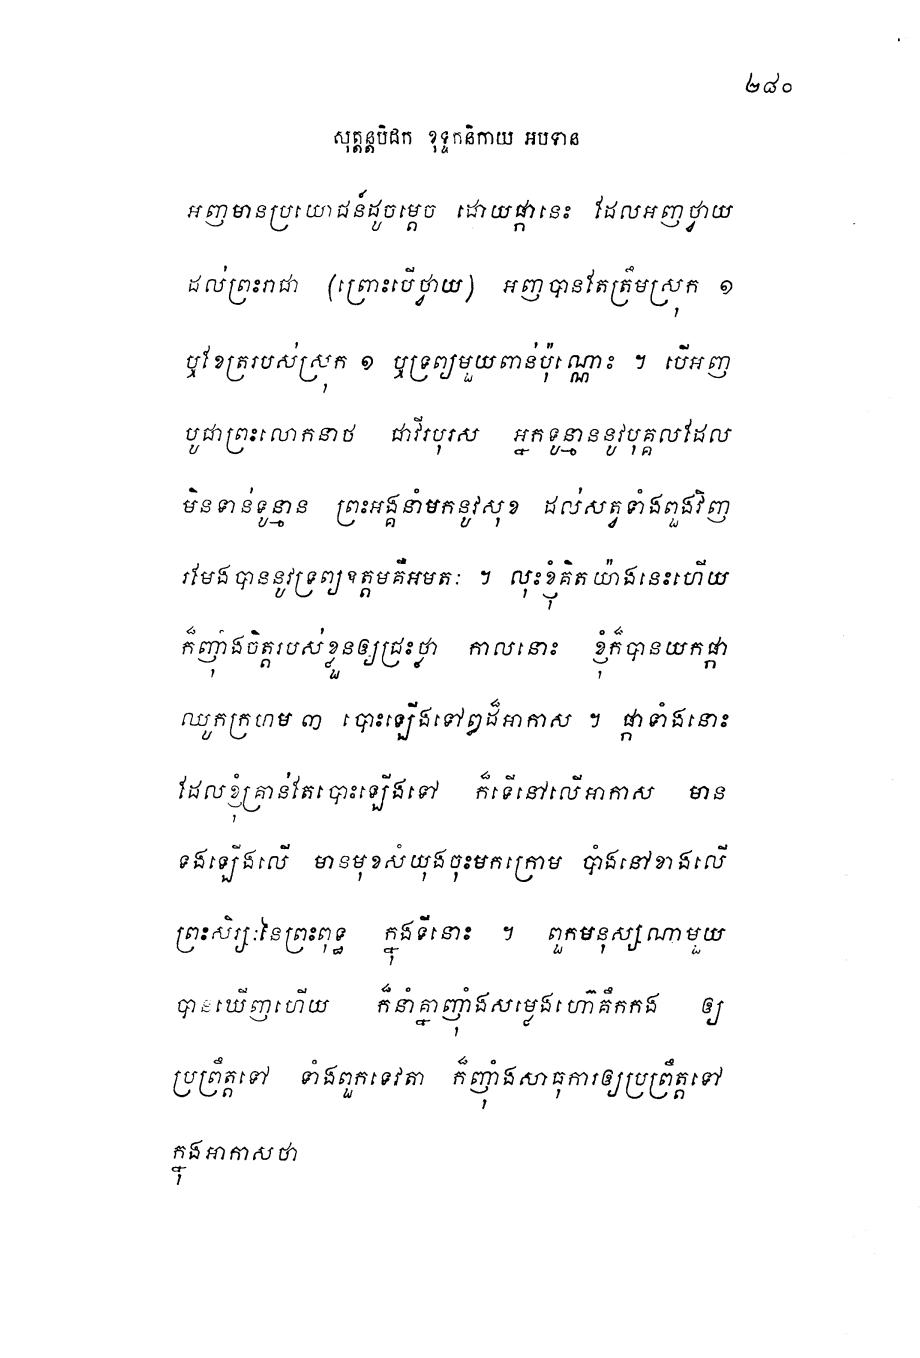 ២៨០
សុត្តន្តបិដក ខុទ្ទកនិកាយ អបទាន
អញមានប្រយោជន៍ដូចម្ដេច ដោយផ្កានេះ ដែលអញថ្វាយ
ដល់ព្រះរាជា (ព្រោះបើថ្វាយ) អញបានតែត្រឹមស្រុក ១
ឬខែត្ររបស់ស្រុក ១ ឬទ្រព្យមួយពាន់ប៉ុណ្ណោះ ។ បើអញ
បូជាព្រះលោកនាថ ជាវីរបុរស អ្នកទូន្មាននូវបុគ្គលដែល
មិនទាន់ទូន្មាន ព្រះអង្គនាំមកនូវសុខ ដល់សត្វទាំងពួងវិញ
រមែងបាននូវទ្រព្យឧត្តមគឺអមតៈ ។ លុះខ្ញុំគិតយ៉ាងនេះហើយ
ក៏ញ៉ាំងចិត្តរបស់ខ្លួនឲ្យជ្រះថ្លា កាលនោះ ខ្ញុំក៏បានយកផ្កា
ឈូកក្រហម ៣ បោះឡើងទៅឰដ៏អាកាស ។ ផ្កាទាំងនោះ
ដែលខ្ញុំគ្រាន់តែបោះឡើងទៅ ក៏ទើនៅលើអាកាស មាន
ទងឡើងលើ មានមុខសំយុងចុះមកក្រោម បាំងនៅខាងលើ
ព្រះសិរ្សៈនៃព្រះពុទ្ធ ក្នុងទីនោះ ។ ពួកមនុស្សណាមួយ
បានឃើញហើយ ក៏នាំគ្នាញ៉ាំងសម្លេងហ៊ោគឹកកង ឲ្យ
ប្រព្រឹត្តទៅ ទាំងពួកទេវតា ក៏ញ៉ាំងសាធុការឲ្យប្រព្រឹត្តទៅ
ក្នុងអាកាសថា